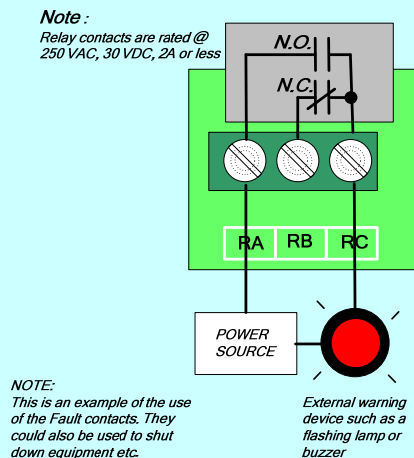 Note :
Relay contacts are rated @
250 VAC, 30 VDC, 2A or less
N.O.
N.C.
RA RB RC
POWER
SOURCE
NOTE:
This is an example of the use
of the Fault contacts. They
could also be used to shut
down equipment etc.
External warning
device such as a
flashing lamp or
buzzer